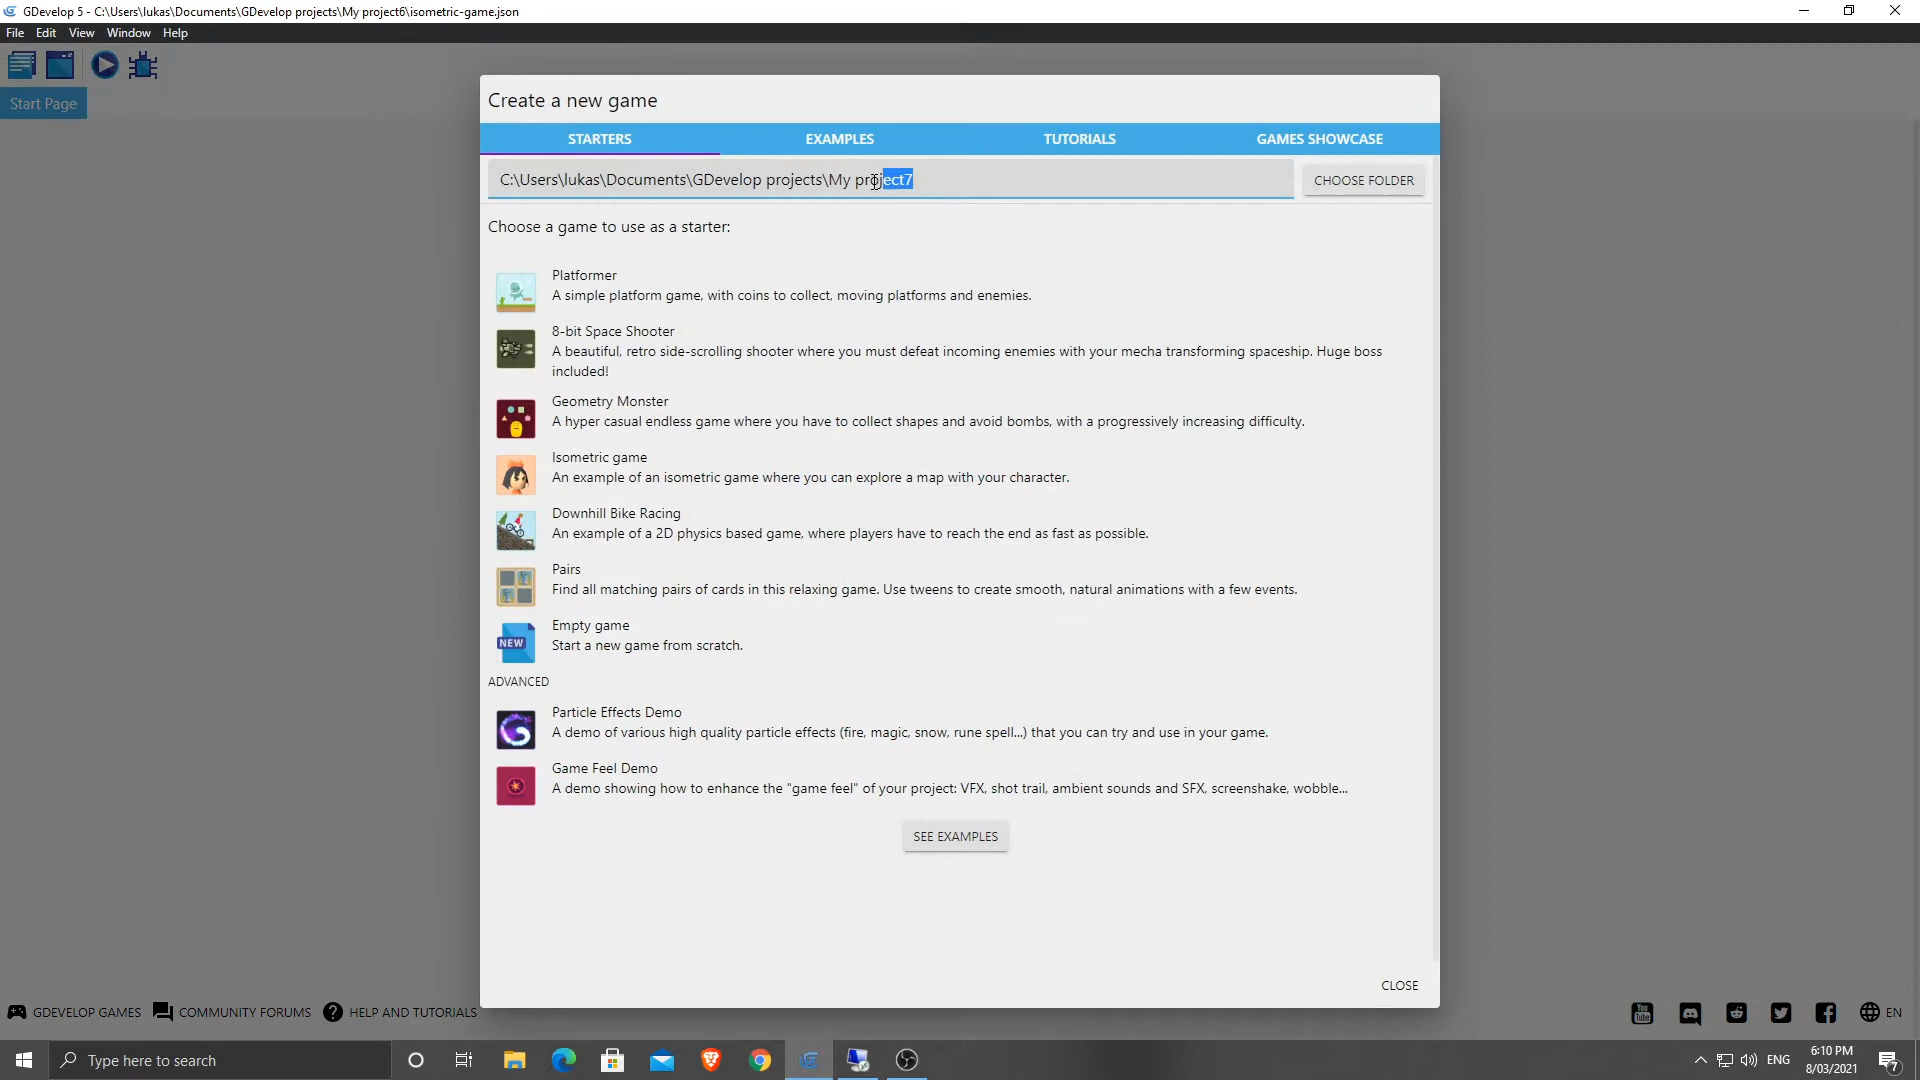 GDevelop 5 - C:\Users\lukas\Documents\GDevelop projects\My project6\isometric-game.json
File Edit View Window Help
Start Page
Create a new game
STARTERS EXAMPLES TUTORIALS GAMES SHOWCASE
C:\Users\lukas\Documents\GDevelop projects\My project7 CHOOSE FOLDER
Choose a game to use as a starter:
Platformer
A simple platform game, with coins to collect, moving platforms and enemies.
8-bit Space Shooter
A beautiful, retro side-scrolling shooter where you must defeat incoming enemies with your mecha transforming spaceship. Huge boss
included!
Geometry Monster
A hyper casual endless game where you have to collect shapes and avoid bombs, with a progressively increasing difficulty.
Isometric game
An example of an isometric game where you can explore a map with your character.
Downhill Bike Racing
An example of a 2D physics based game, where players have to reach the end as fast as possible.
Pairs
Find all matching pairs of cards in this relaxing game. Use tweens to create smooth, natural animations with a few events.
NEW
Empty game
Start a new game from scratch.
ADVANCED
Particle Effects Demo
A demo of various high quality particle effects (fire, magic, snow, rune spell...) that you can try and use in your game.
Game Feel Demo
A demo showing how to enhance the "game feel" of your project: VFX, shot trail, ambient sounds and SFX, screenshake, wobble...
SEE EXAMPLES
CLOSE
GDEVELOP GAMES COMMUNITY FORUMS HELP AND TUTORIALS You Tube EN
Type here to search ENG 6:10 PM
8/03/2021 7